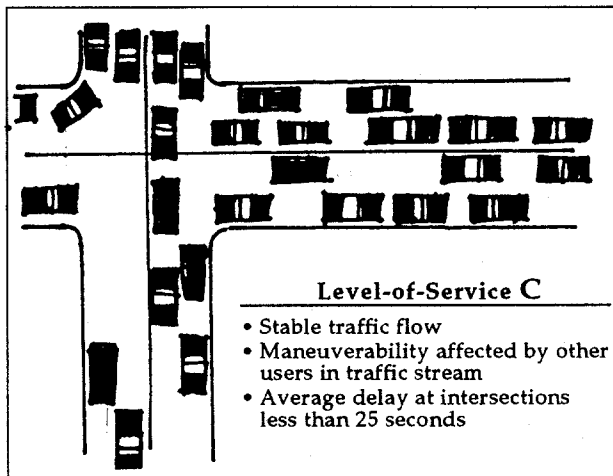 Level-of-Service C
• Stable traffic flow
• Maneuverability affected by other
users in traffic stream
• Average delay at intersections
less than 25 seconds